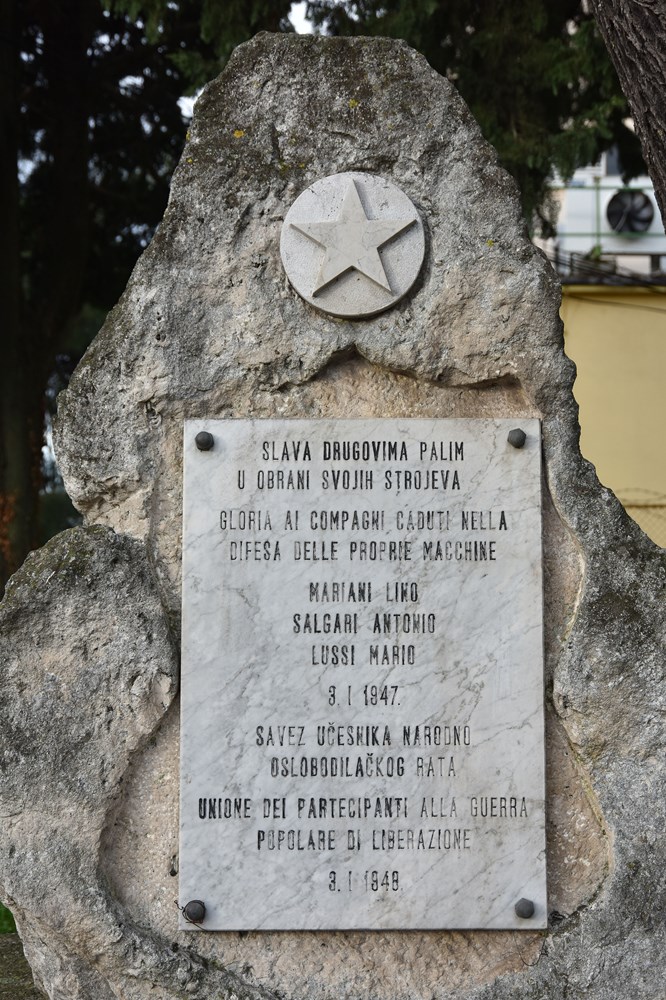 SLAVA DRUGOVIMA PALIM
U OBRANI SVOJIH STROJEVA
GLORIA AI COMPAGNI CADUTI NELLA
DIFESA DELLE PROPRIE MACCHINE
MARIANI LINO
SALGARI ANTONIO
LUSSI MARIO
3. I 1947.
SAVEZ UČESNIKA NARODNO
OSLOBODILAČKOG RATA
UNIONE DEI PARTECIPANTI ALLA GUERRA
POPOLARE DI LIBERAZIONE
3. I 1948.